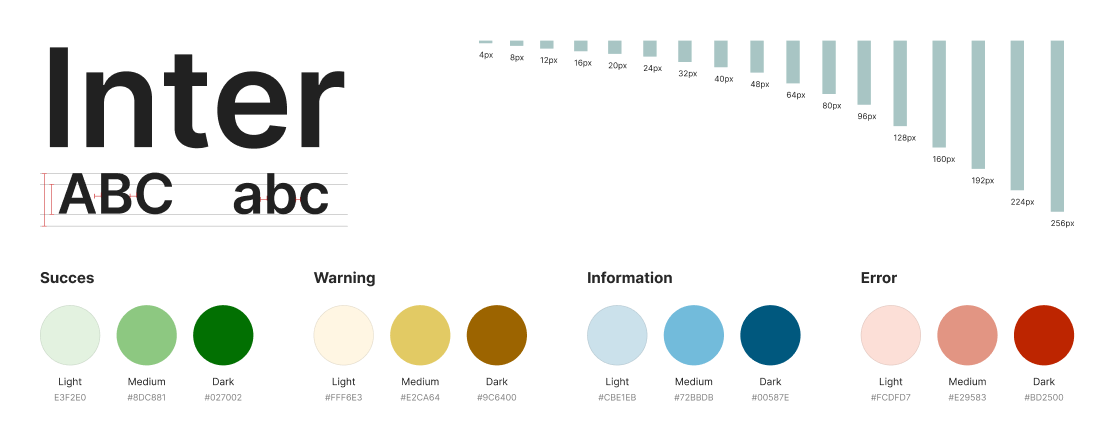 Inter
ABC abc
4px
8px
12px
16px
20px
24px
32px
40px
48px
64px
80px
96px
128px
160px
192px
224px
256px
Succes
Light Medium Dark
E3F2E0 #8DC881 #027002
Warning
Light Medium Dark
#FFF6E3 #E2CA64 #9C6400
Information
Light Medium Dark
#CBE1EB #72BBDB #00587E
Error
Light Medium Dark
#FCDFD7 #E29583 #BD2500